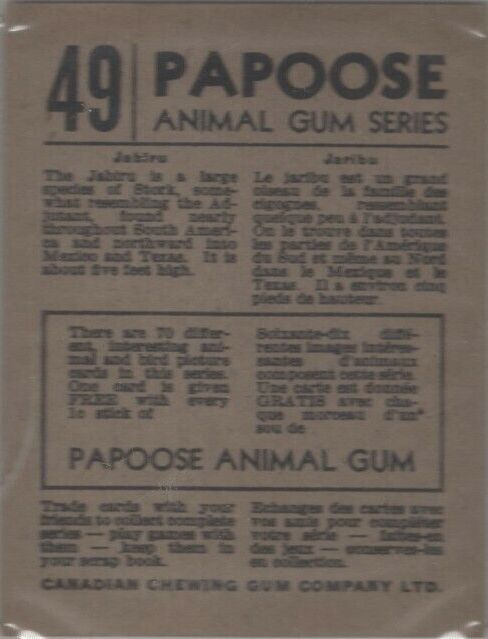 49
PAPOOSE
ANIMAL GUM SERIES
Jabiru
The Jabiru is a large
species of Stork, some-
what resembling the Ad-
jutant, found nearly
throughout South Ameri-
ca and northward into
Mexico and Texas. It is
about five feet high.
Jaribu
Le jaribu est un grand
oiseau de la famille des
cigognes, ressemblant
quelque peu à l'adjudant.
On le trouve dans toutes
les parties de l'Amérique
du Sud et même au Nord
dans le Mexique et le
Texas. Il a environ cinq
pieds de hauteur.
There are 70 differ-
ent, interesting ani-
mal and bird picture
cards in this series.
One card is given
FREE with every
1c stick of
Soixante-dix diffé-
rentes images intéres-
santes d'animaux
composent cette série.
Une carte est donnée
GRATIS avec cha-
que morceau d'un
sou de
PAPOOSE ANIMAL GUM
Trade cards with your
friends to collect complete
series — play games with
them — keep them in
your scrap book.
Echanges des cartes avec
vos amis pour compléter
votre série — faites-en
des jeux — conserves-les
en collection.
CANADIAN CHEWING GUM COMPANY LTD.